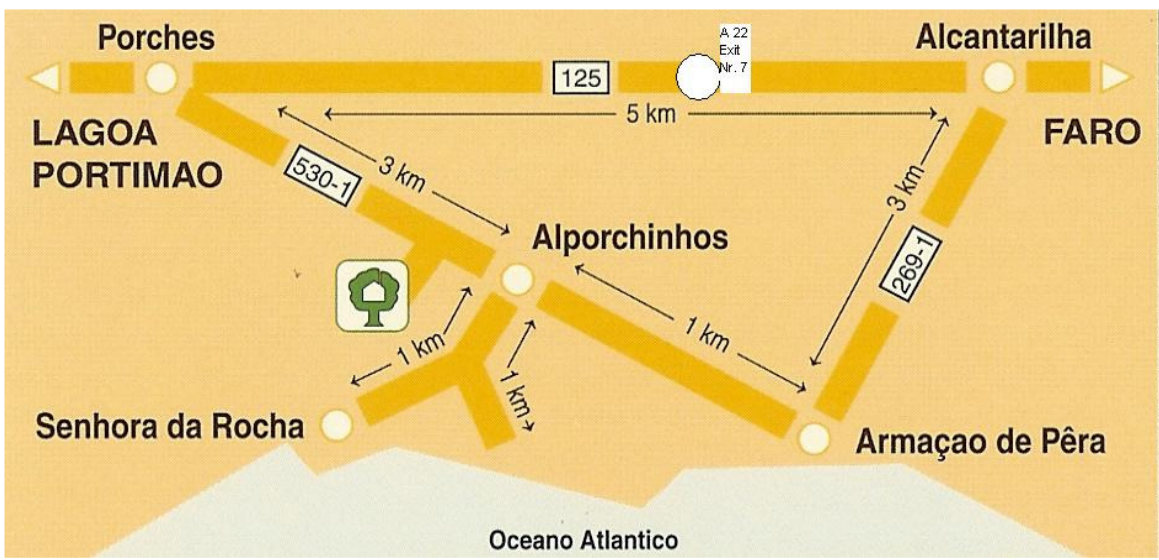 Porches
A 22
Exit
Nr. 7
Alcantarilha
125
5 km
LAGOA
PORTIMAO
FARO
530-1
3 km
3 km
Alporchinhos
269-1
1 km
1 km
1 km
Senhora da Rocha
Armaçao de Pêra
Oceano Atlantico